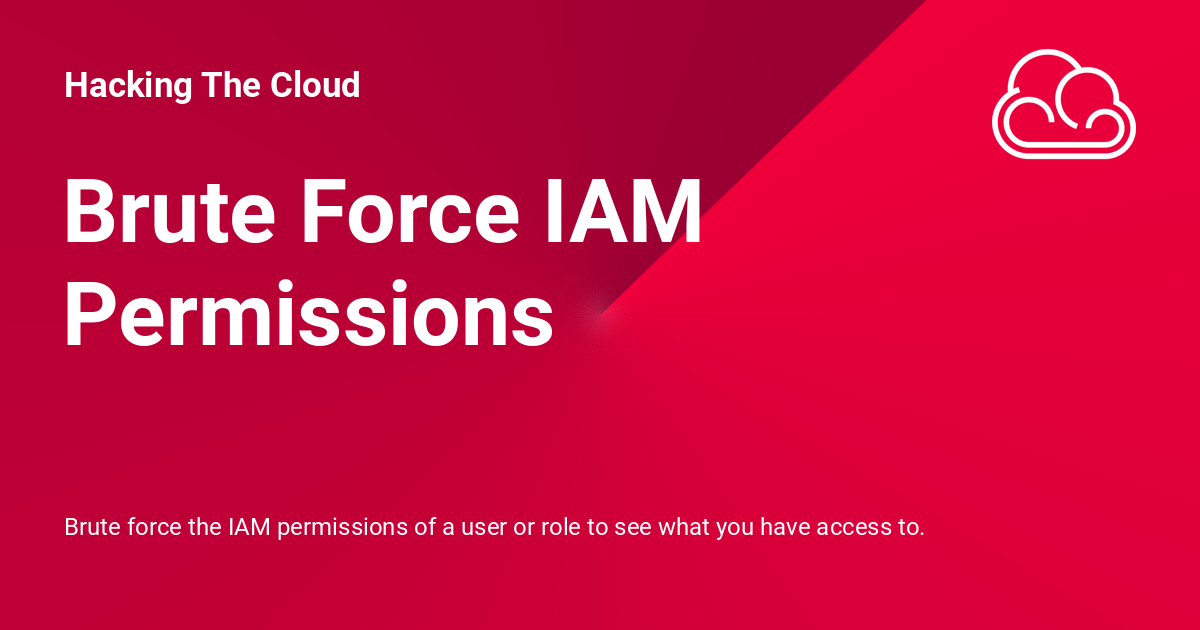 Hacking The Cloud
Brute Force IAM
Permissions
Brute force the IAM permissions of a user or role to see what you have access to.